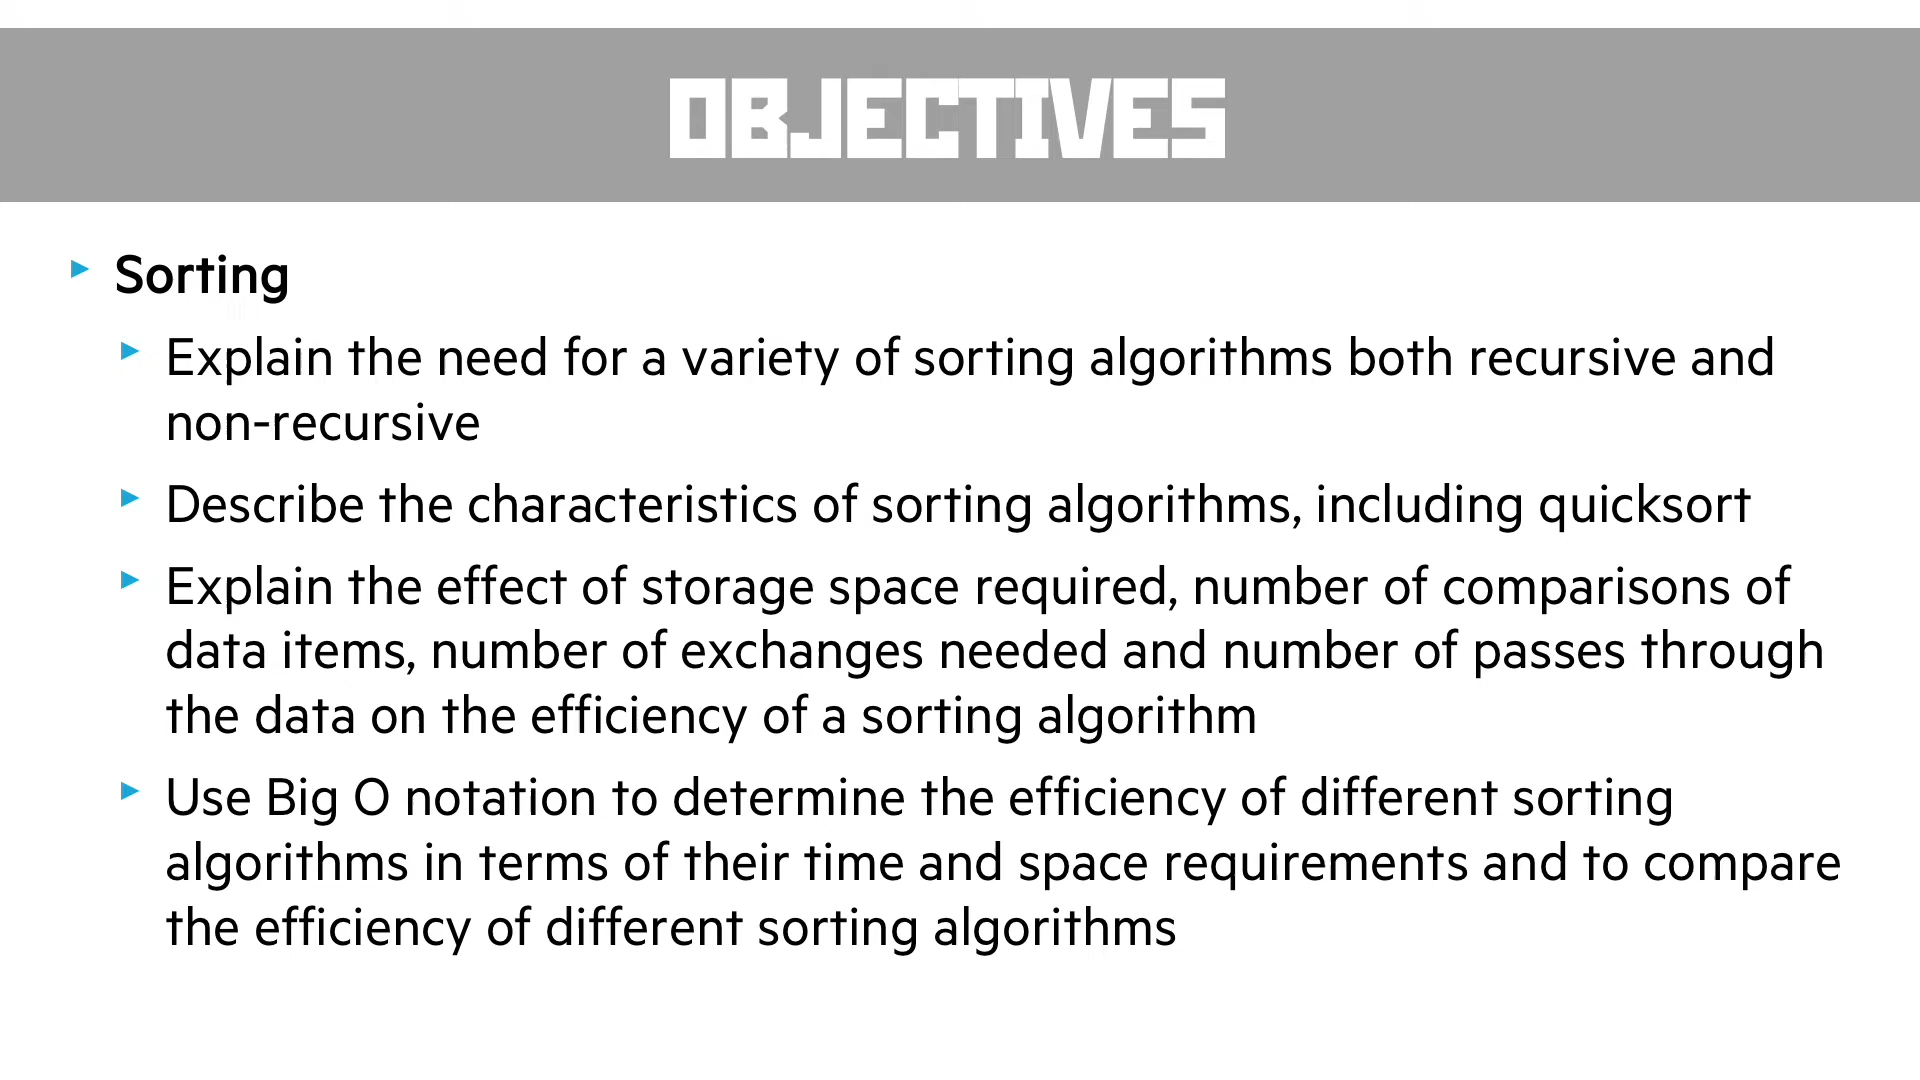 OBJECTIVES
Sorting
Explain the need for a variety of sorting algorithms both recursive and
non-recursive
Describe the characteristics of sorting algorithms, including quicksort
Explain the effect of storage space required, number of comparisons of
data items, number of exchanges needed and number of passes through
the data on the efficiency of a sorting algorithm
Use Big O notation to determine the efficiency of different sorting
algorithms in terms of their time and space requirements and to compare
the efficiency of different sorting algorithms